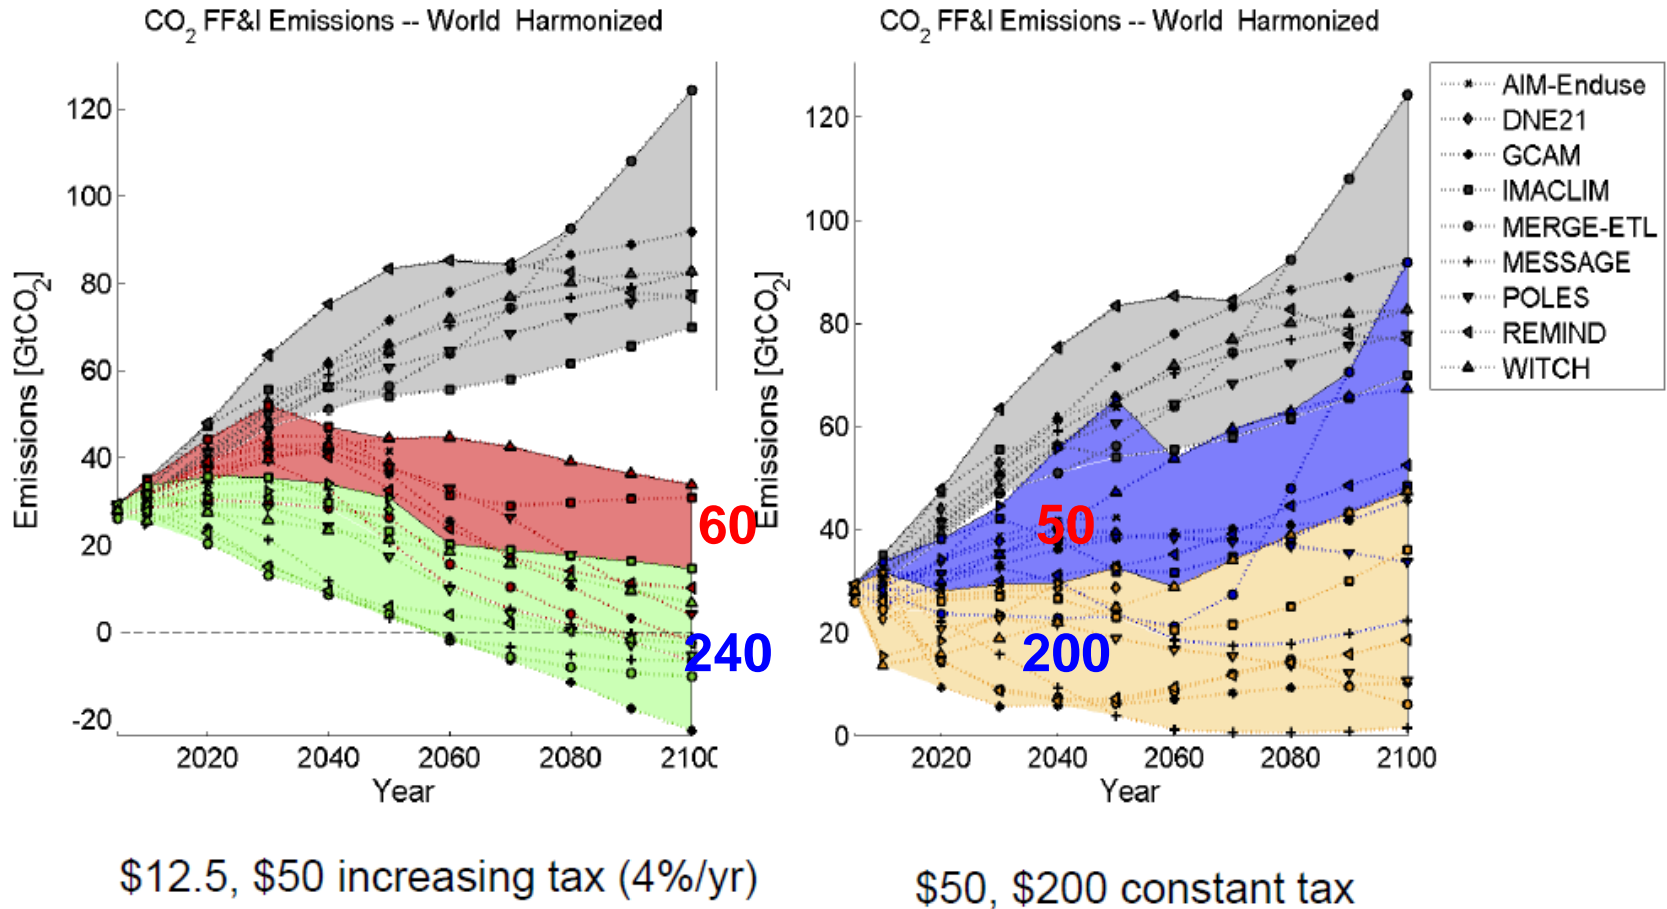 CO2 FF&I Emissions -- World Harmonized
120
100
80
60
40
20
0
-20
Emissions [GtCO2]
2020 2040 2060 2080 2100
Year
60
240
$12.5, $50 increasing tax (4%/yr)
CO2 FF&I Emissions -- World Harmonized
120
100
80
60
40
20
0
Emissions [GtCO2]
2020 2040 2060 2080 2100
Year
50
200
AIM-Enduse
DNE21
GCAM
IMACLIM
MERGE-ETL
MESSAGE
POLES
REMIND
WITCH
$50, $200 constant tax